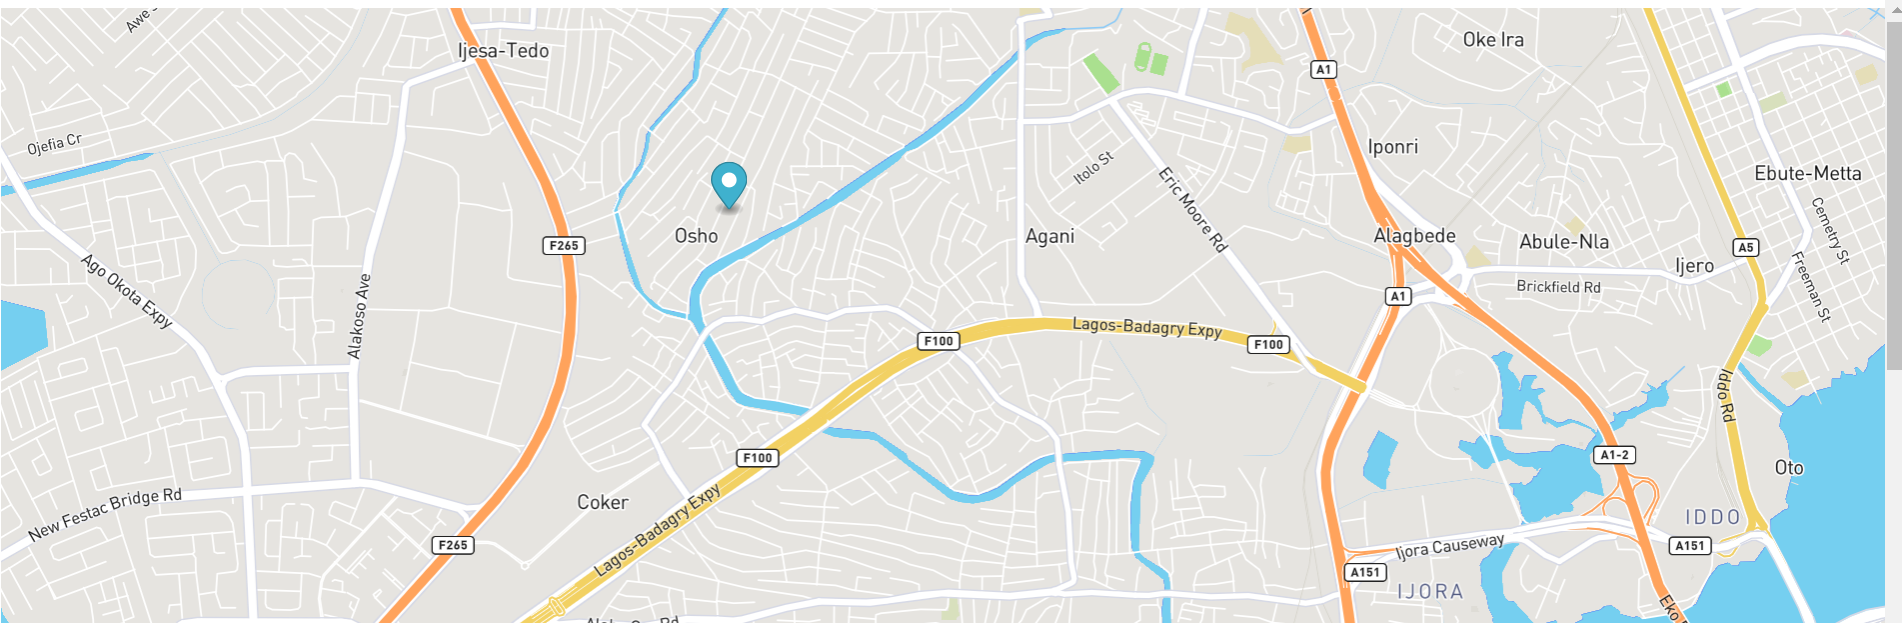 Ijesa-Tedo
Oke Ira
A1
Ojefia Cr
Iponri
Itolo St
Ebute-Metta
Eric Moore Rd
Cemetry St
Osho
Agani
Alagbede
Abule-Nla
F265
A5
Ijero
Ago Okota Expy
Alakoso Ave
Brickfield Rd
Freeman St
A1
Lagos-Badagry Expy
F100
F100
Iddo Rd
F100
A1-2
Oto
Coker
New Festac Bridge Rd
IDDO
Lagos-Badagry Expy
F265
Ijora Causeway
A151
A151
IJORA
Eko